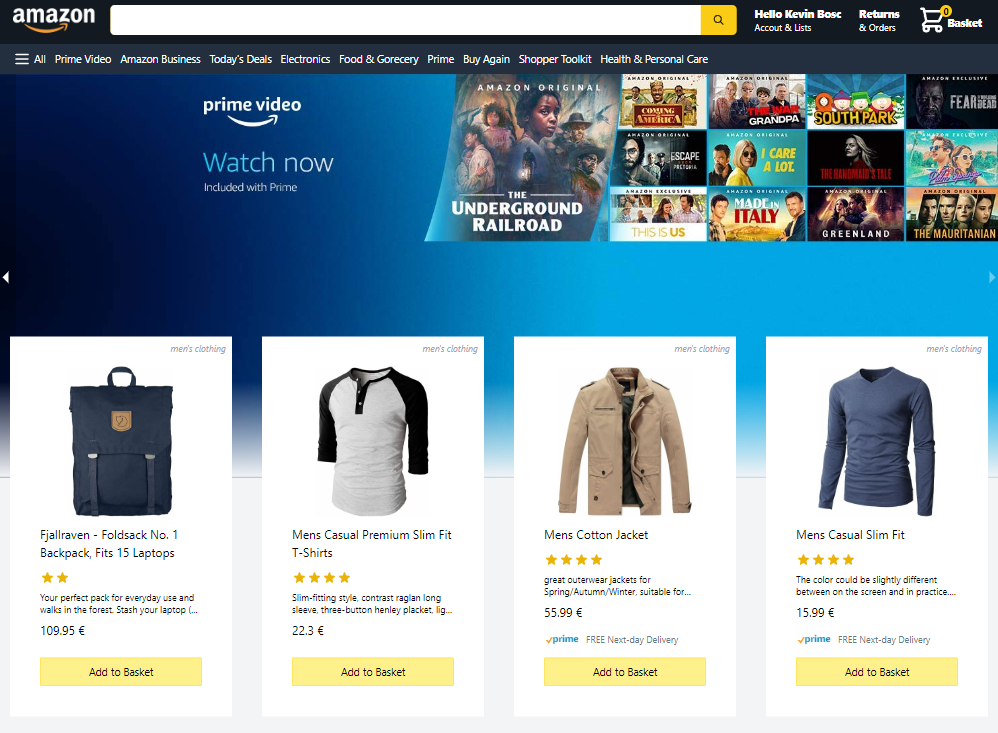 amazon
Hello Kevin Bosc
Accout & Lists
Returns
& Orders
0
Basket
All Prime Video Amazon Business Today's Deals Electronics Food & Gorecery Prime Buy Again Shopper Toolkit Health & Personal Care
prime video
Watch now
Included with Prime
AMAZON ORIGINAL
THE
UNDERGROUND
RAILROAD
AMAZON ORIGINAL
COMING
AMERICA
AMAZON ORIGINAL
THE WAR
GRANDPA
SOUTH PARK
AMAZON EXCLUSIVE
FEAR THE WALKING DEAD
AMAZON ORIGINAL
ESCAPE
PRETORIA
AMAZON ORIGINAL
I CARE
A LOT.
THE HANDMAID'S TALE
AMAZON EXCLUSIVE
Palm Springs
AMAZON EXCLUSIVE
THIS IS US
AMAZON ORIGINAL
MADE IN
ITALY
AMAZON ORIGINAL
GREENLAND
AMAZON ORIGINAL
THE MAURITANIAN
men's clothing
Fjallraven - Foldsack No. 1
Backpack, Fits 15 Laptops
Your perfect pack for everyday use and
walks in the forest. Stash your laptop (...
109.95 €
Add to Basket
men's clothing
Mens Casual Premium Slim Fit
T-Shirts
Slim-fitting style, contrast raglan long
sleeve, three-button henley placket, lig...
22.3 €
Add to Basket
men's clothing
Mens Cotton Jacket
great outerwear jackets for
Spring/Autumn/Winter, suitable for...
55.99 €
prime FREE Next-day Delivery
Add to Basket
men's clothing
Mens Casual Slim Fit
The color could be slightly different
between on the screen and in practice....
15.99 €
prime FREE Next-day Delivery
Add to Basket